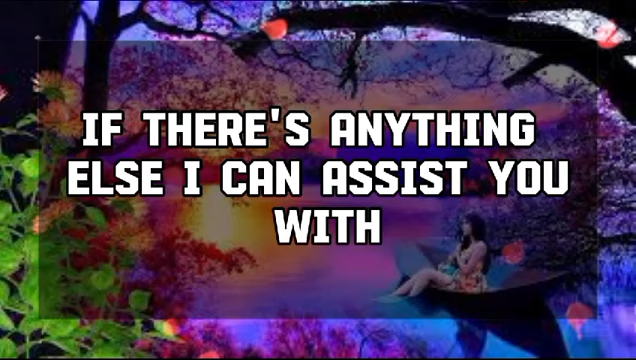 IF THERE'S ANYTHING
ELSE I CAN ASSIST YOU
WITH